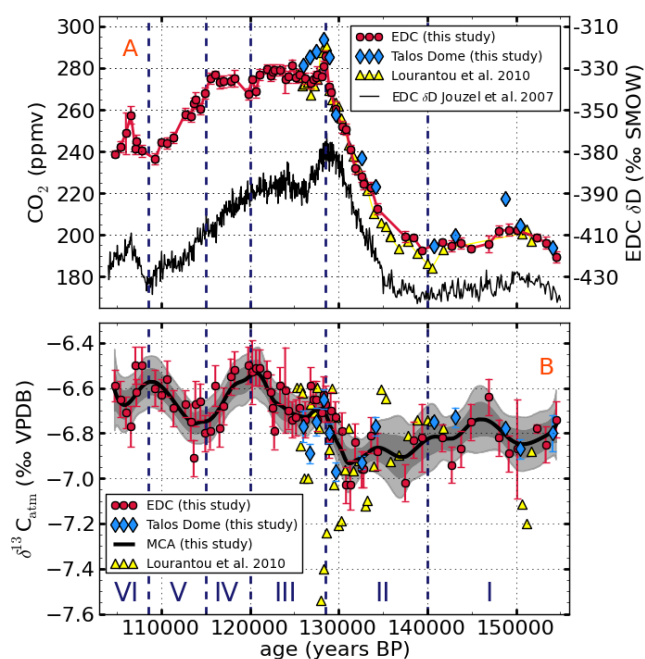 A
EDC (this study)
Talos Dome (this study)
Lourantou et al. 2010
EDC δD Jouzel et al. 2007
300
280
260
240
220
200
180
CO₂ (ppmv)
−310
−330
−350
−370
−390
−410
−430
EDC δD (‰ SMOW)
B
−6.4
−6.6
−6.8
−7.0
−7.2
−7.4
−7.6
δ¹³C_atm (‰ VPDB)
EDC (this study)
Talos Dome (this study)
MCA (this study)
Lourantou et al. 2010
VI V IV III II I
110000 120000 130000 140000 150000
age (years BP)